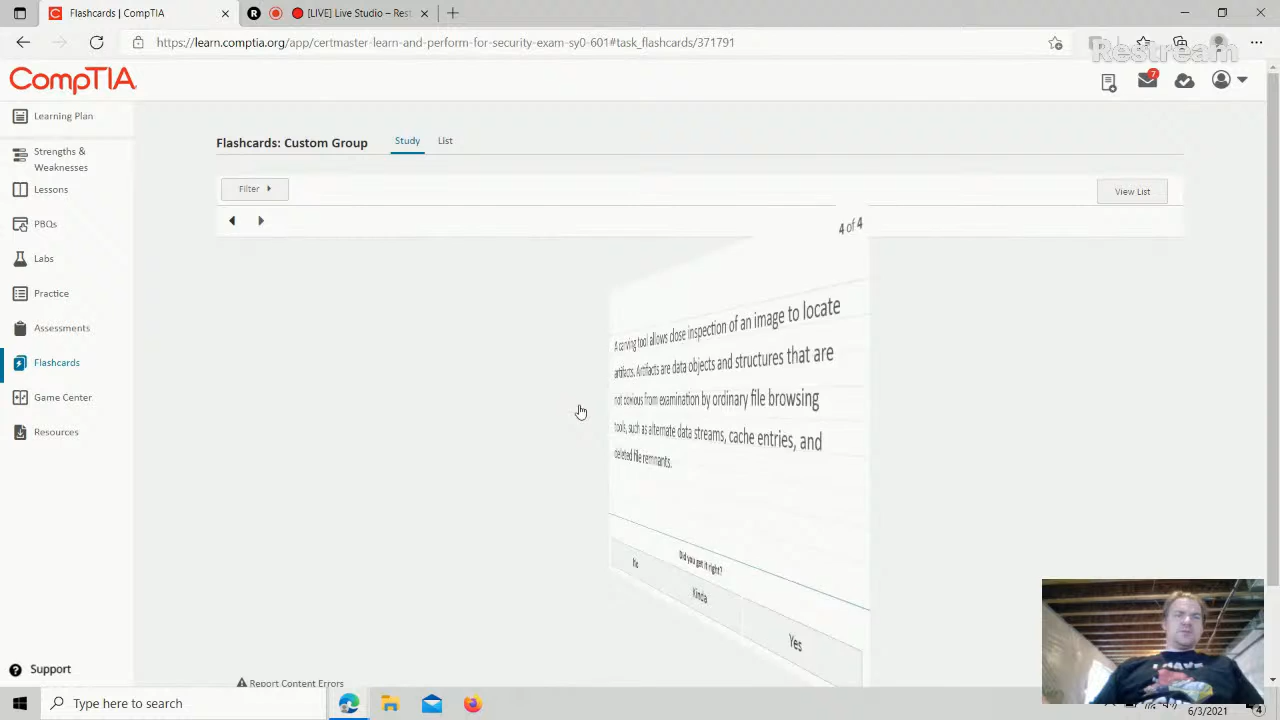 Flashcards | CompTIA
[LIVE] Live Studio – Rest
https://learn.comptia.org/app/certmaster-learn-and-perform-for-security-exam-sy0-601#task_flashcards/371791
Restream
CompTIA
7
Learning Plan
Strengths &
Weaknesses
Lessons
PBQs
Labs
Practice
Assessments
Flashcards
Game Center
Resources
Support
Flashcards: Custom Group
Study
List
Filter
View List
4 of 4
A carving tool allows close inspection of an image to locate
artifacts. Artifacts are data objects and structures that are
not obvious from examination by ordinary file browsing
tools, such as alternate data streams, cache entries, and
deleted file remnants.
Did you get it right?
No
Kinda
Yes
Report Content Errors
I HAVE
Type here to search
6/3/2021
4